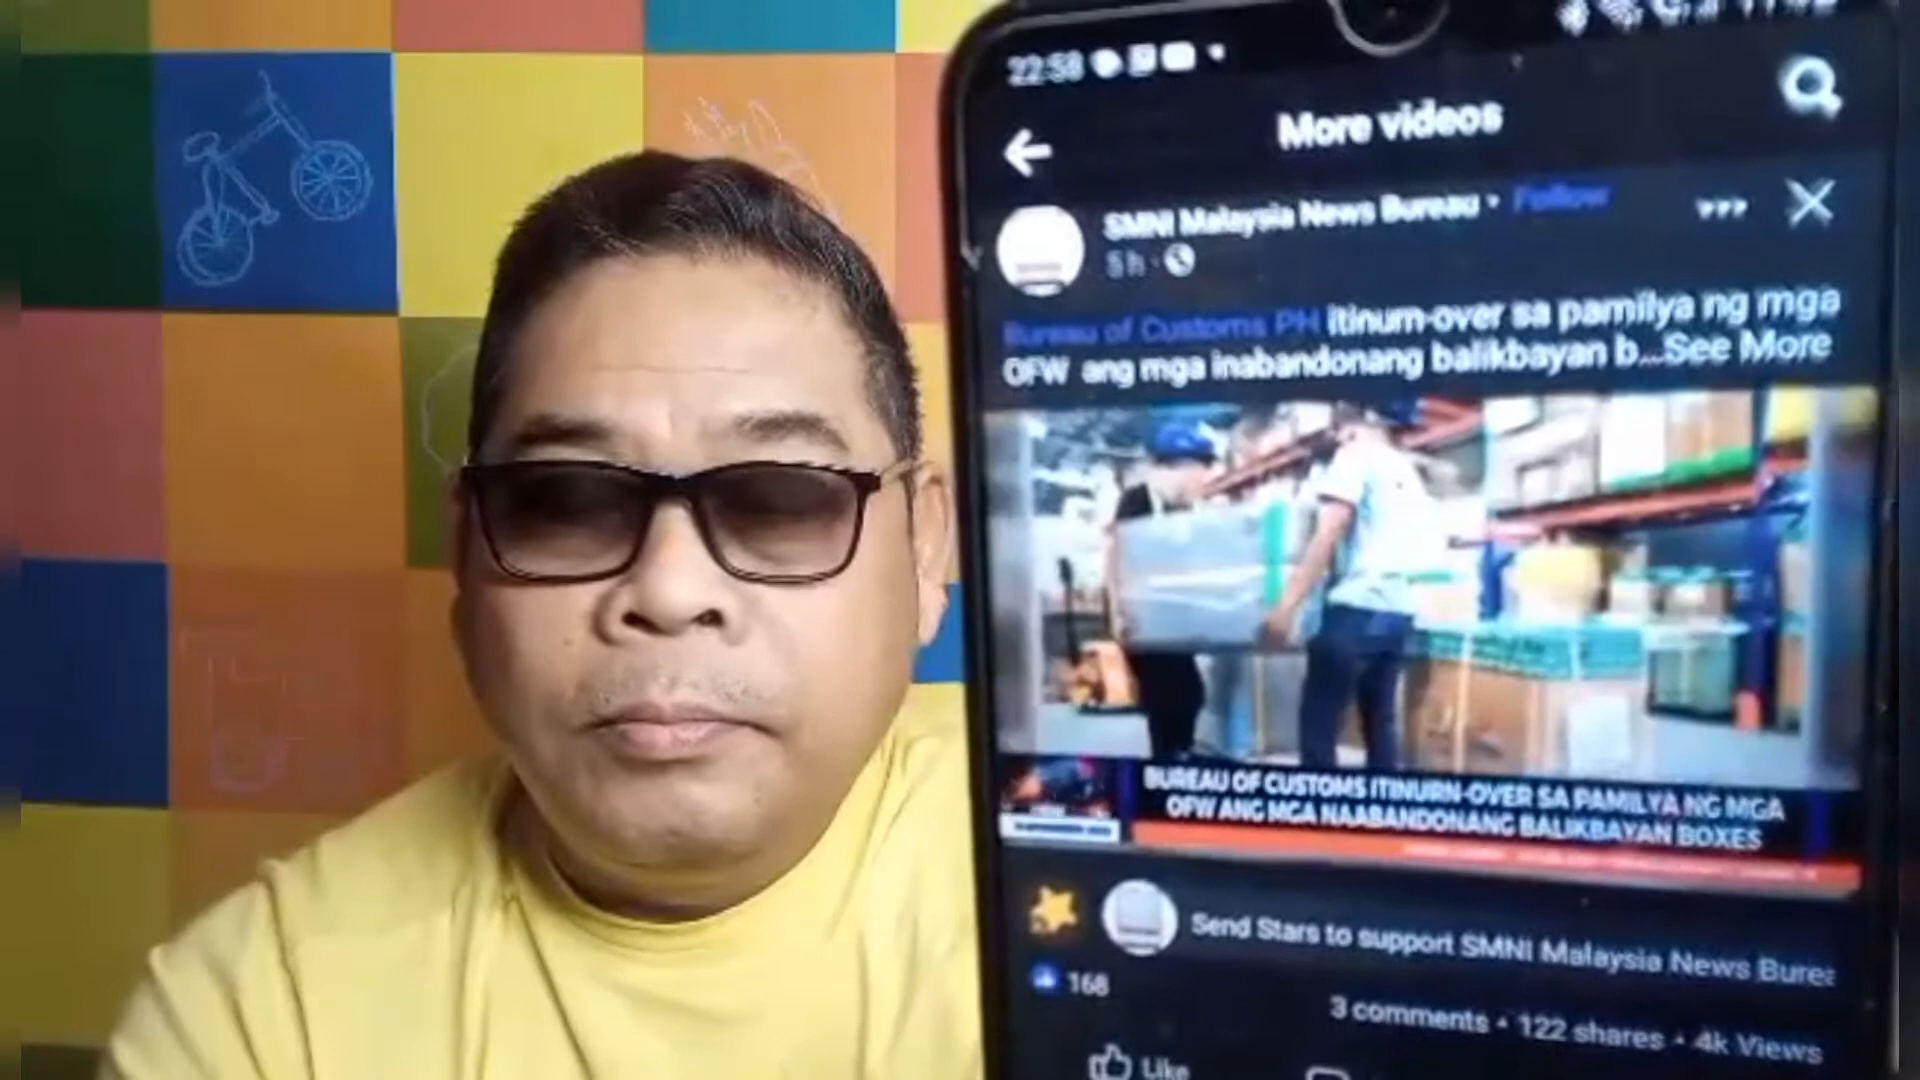 22:58
More videos
SMNI Malaysia News Bureau · Follow
5h
Bureau of Customs PH itinurn-over sa pamilya ng mga
OFW ang mga inabandonang balikbayan b...See More
BUREAU OF CUSTOMS ITINURN-OVER SA PAMILYA NG MGA
OFW ANG MGA NAABANDONANG BALIKBAYAN BOXES
Send Stars to support SMNI Malaysia News Burea
168
3 comments · 122 shares · 4k Views
Like